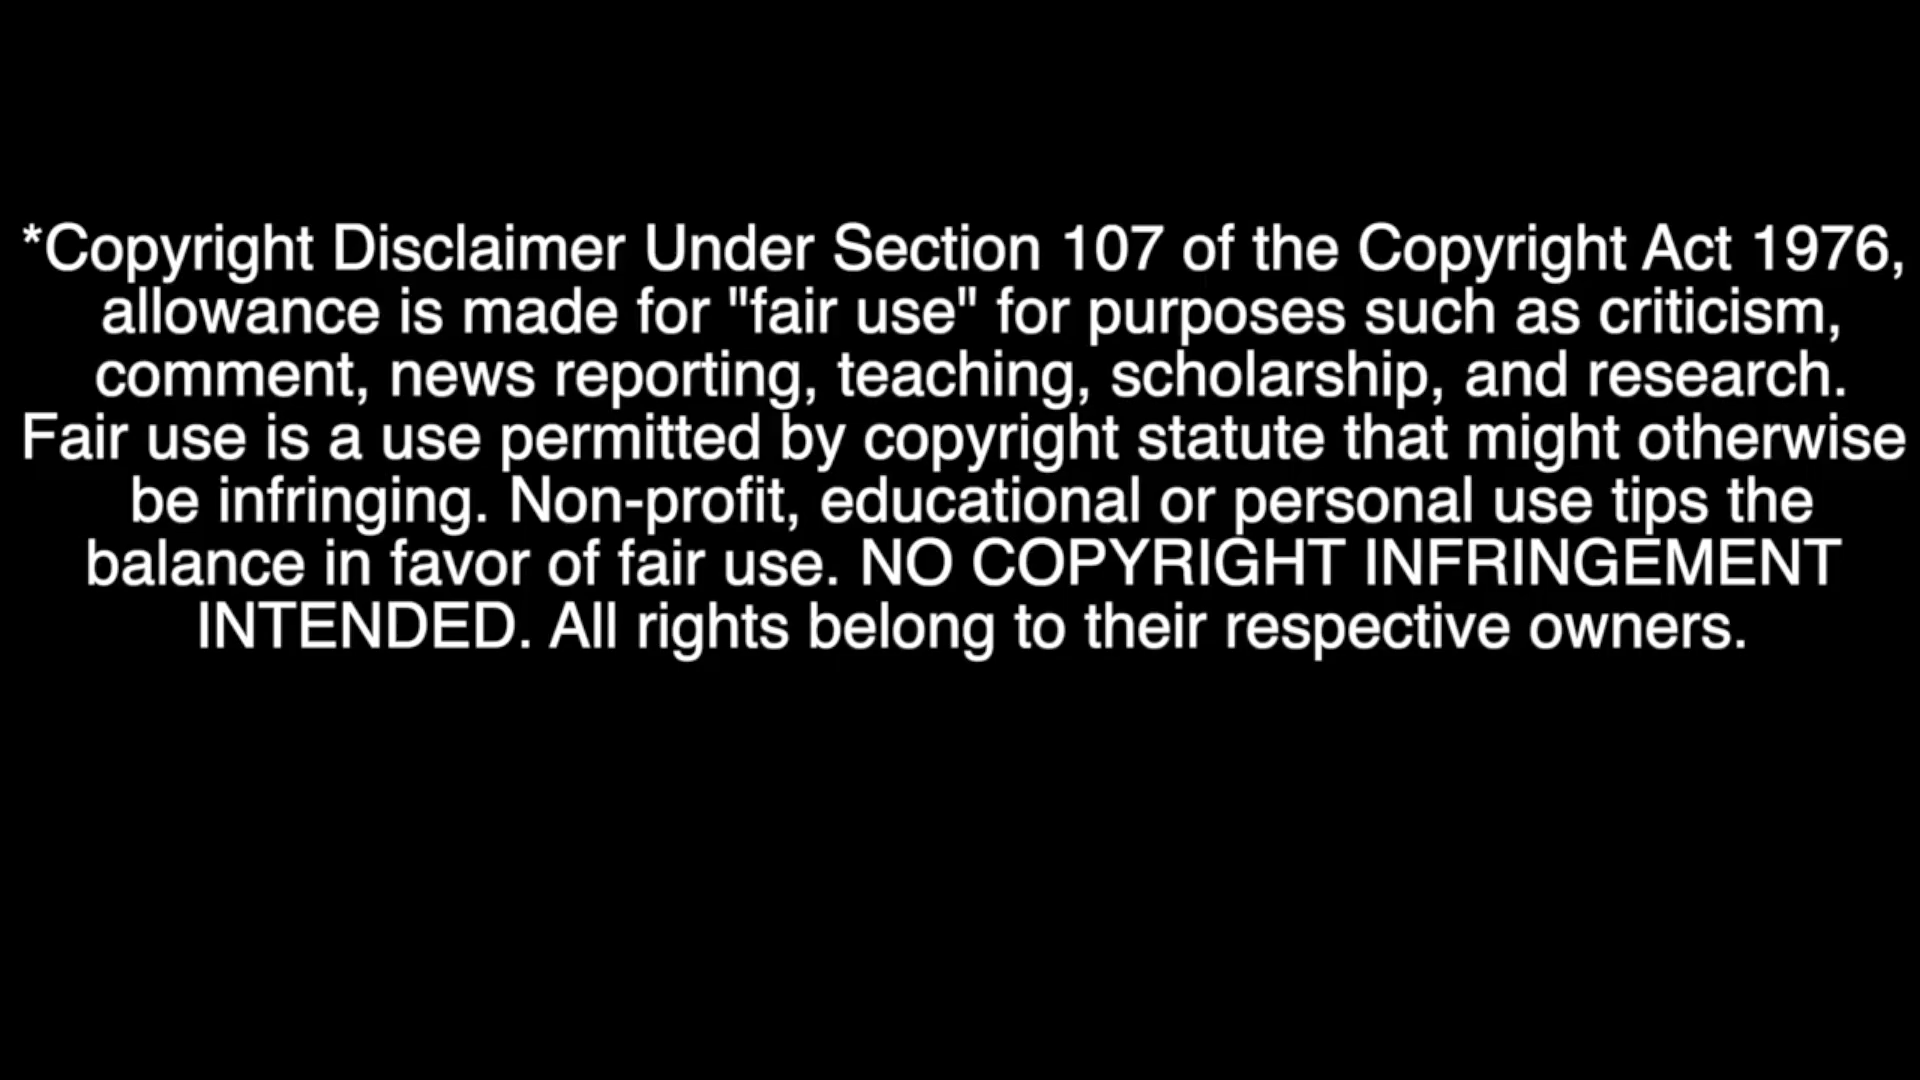 *Copyright Disclaimer Under Section 107 of the Copyright Act 1976,
allowance is made for "fair use" for purposes such as criticism,
comment, news reporting, teaching, scholarship, and research.
Fair use is a use permitted by copyright statute that might otherwise
be infringing. Non-profit, educational or personal use tips the
balance in favor of fair use. NO COPYRIGHT INFRINGEMENT
INTENDED. All rights belong to their respective owners.